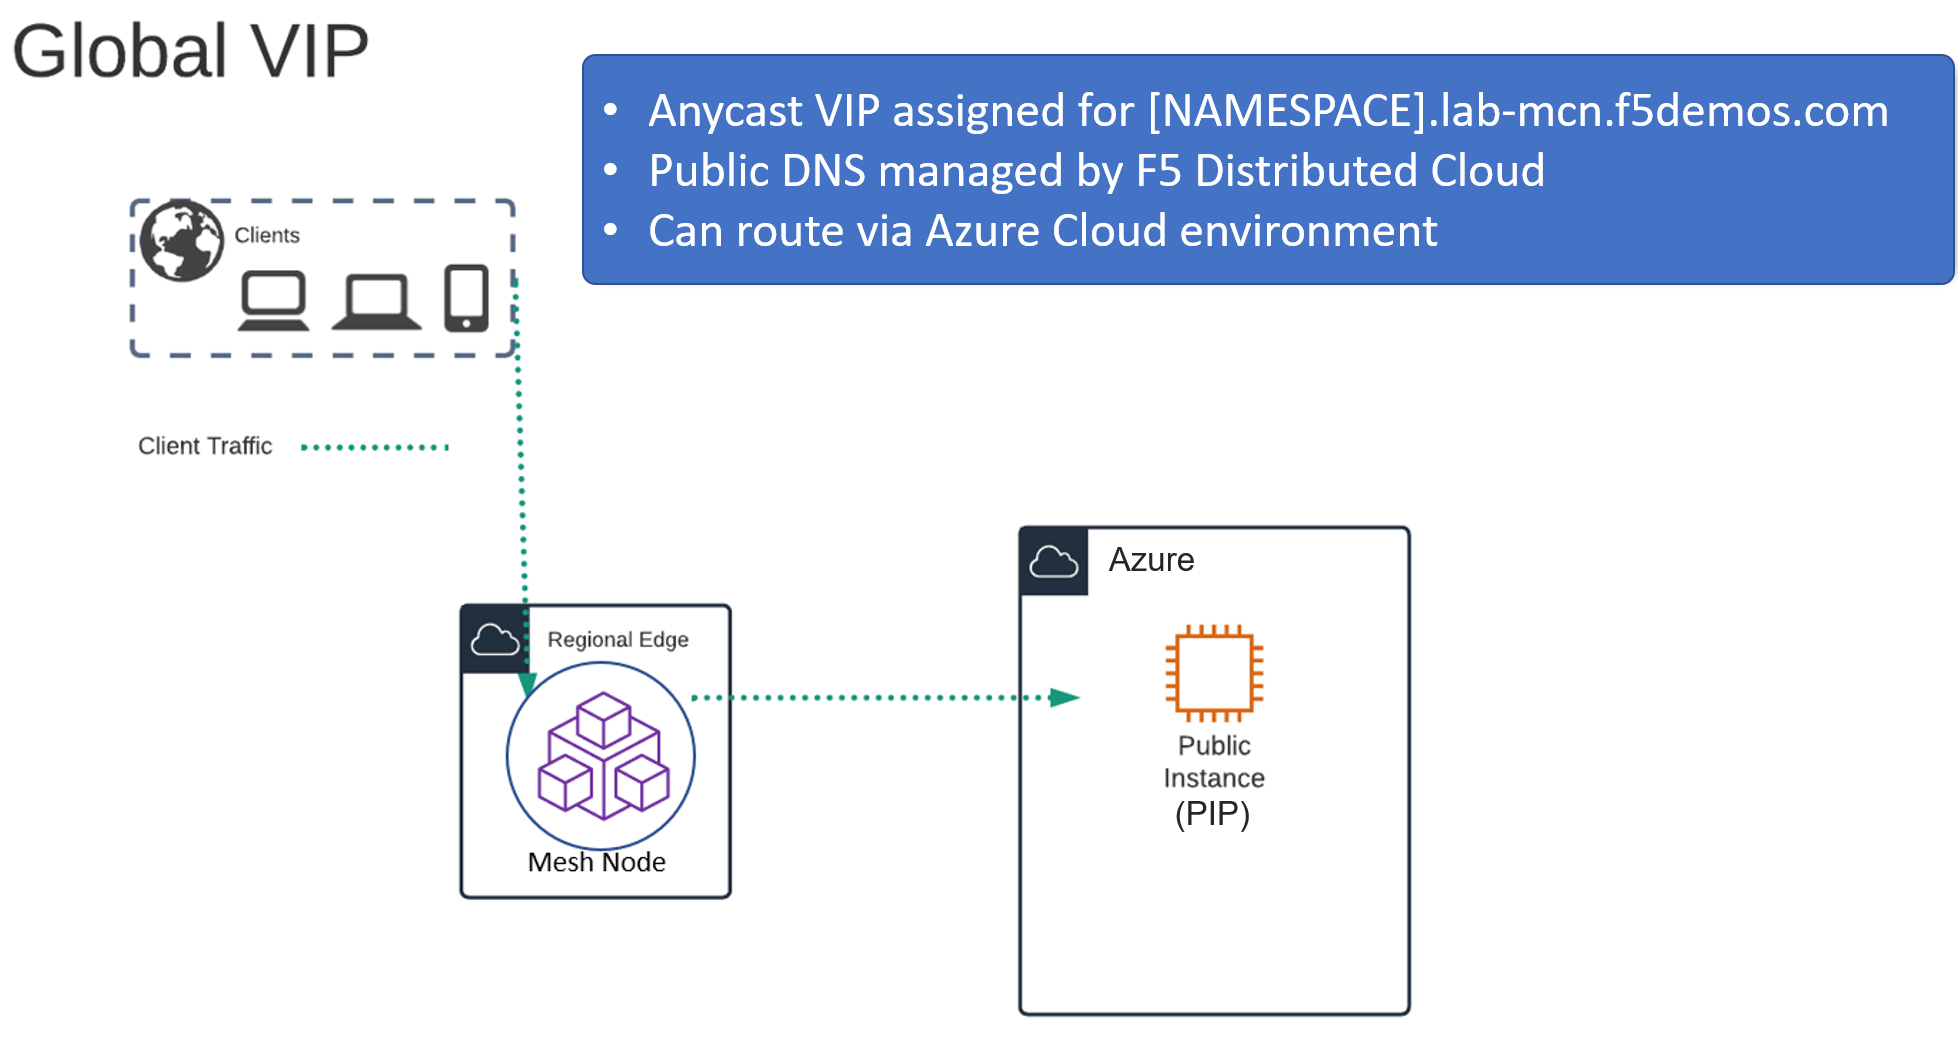 Global VIP
• Anycast VIP assigned for [NAMESPACE].lab-mcn.f5demos.com
• Public DNS managed by F5 Distributed Cloud
• Can route via Azure Cloud environment
Clients
Client Traffic
Regional Edge
Mesh Node
Azure
Public
Instance
(PIP)